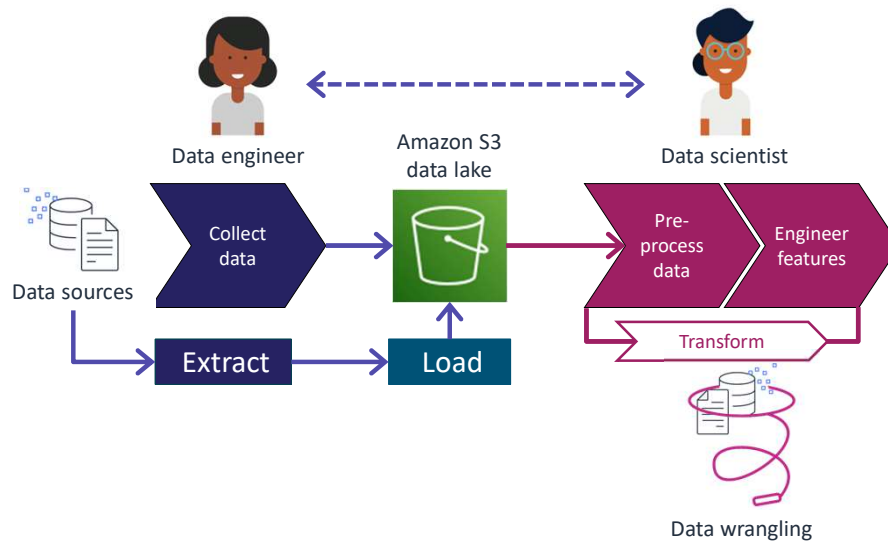 Data engineer
Amazon S3
data lake
Data scientist
Data sources
Collect
data
Pre-
process
data
Engineer
features
Extract
Load
Transform
Data wrangling